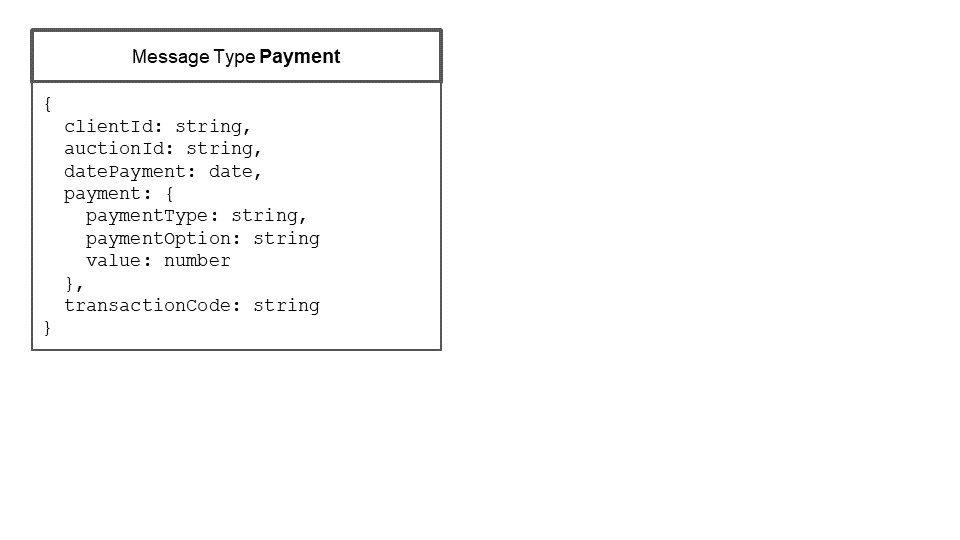 Message Type Payment
{
  clientId: string,
  auctionId: string,
  datePayment: date,
  payment: {
    paymentType: string,
    paymentOption: string
    value: number
  },
  transactionCode: string
}